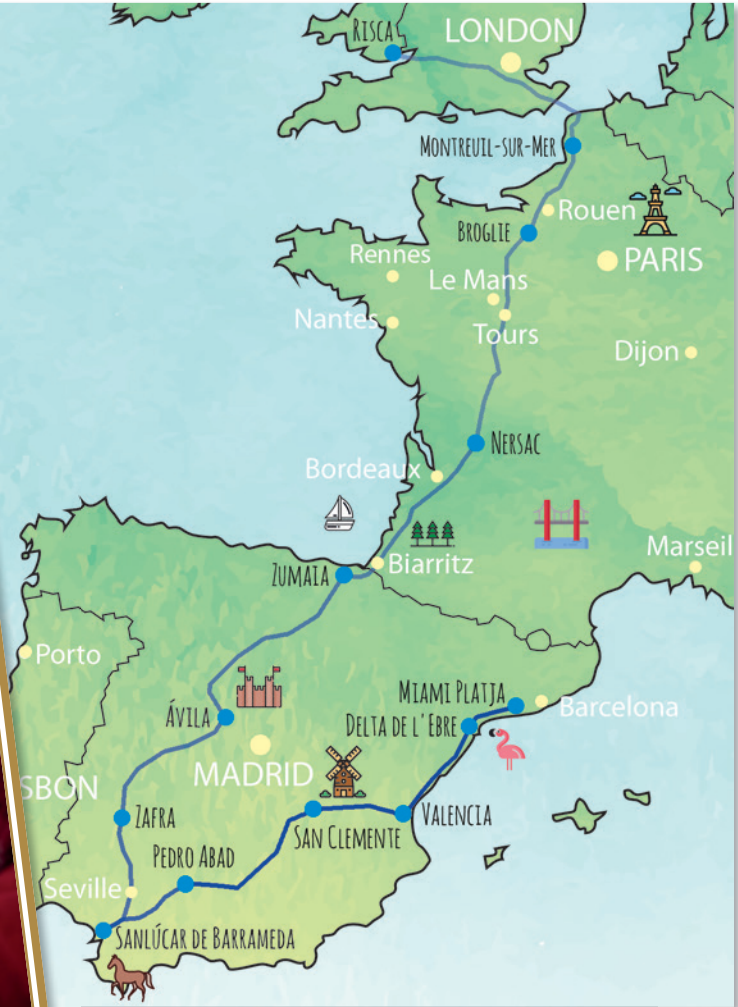 RISCA
LONDON
MONTREUIL-SUR-MER
Rouen
BROGLIE
PARIS
Rennes
Le Mans
Nantes
Tours
Dijon
NERSAC
Bordeaux
Marseil
Biarritz
ZUMAIA
Porto
MIAMI PLATJA
Barcelona
ÁVILA
DELTA DE L'EBRE
MADRID
SBON
ZAFRA
VALENCIA
SAN CLEMENTE
PEDRO ABAD
Seville
SANLÚCAR DE BARRAMEDA